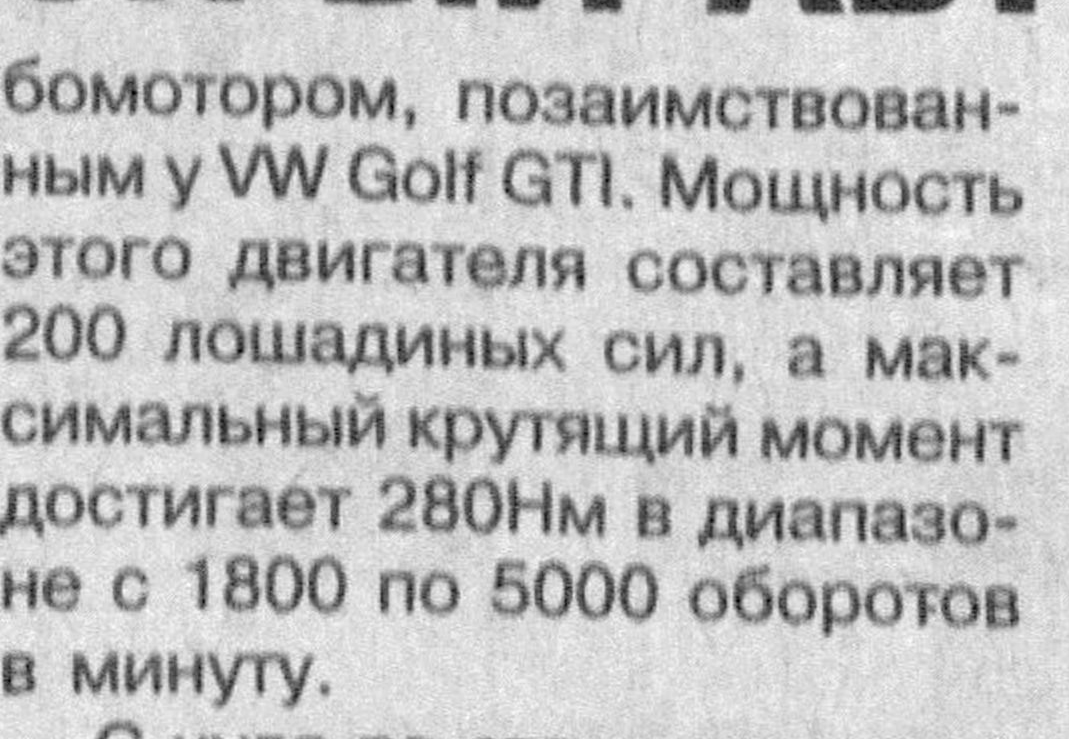 бомотором, позаимствован-
ным у VW Golf GTI. Мощность
этого двигателя составляет
200 лошадиных сил, а мак-
симальный крутящий момент
достигает 280Нм в диапазо-
не с 1800 по 5000 оборотов
в минуту.